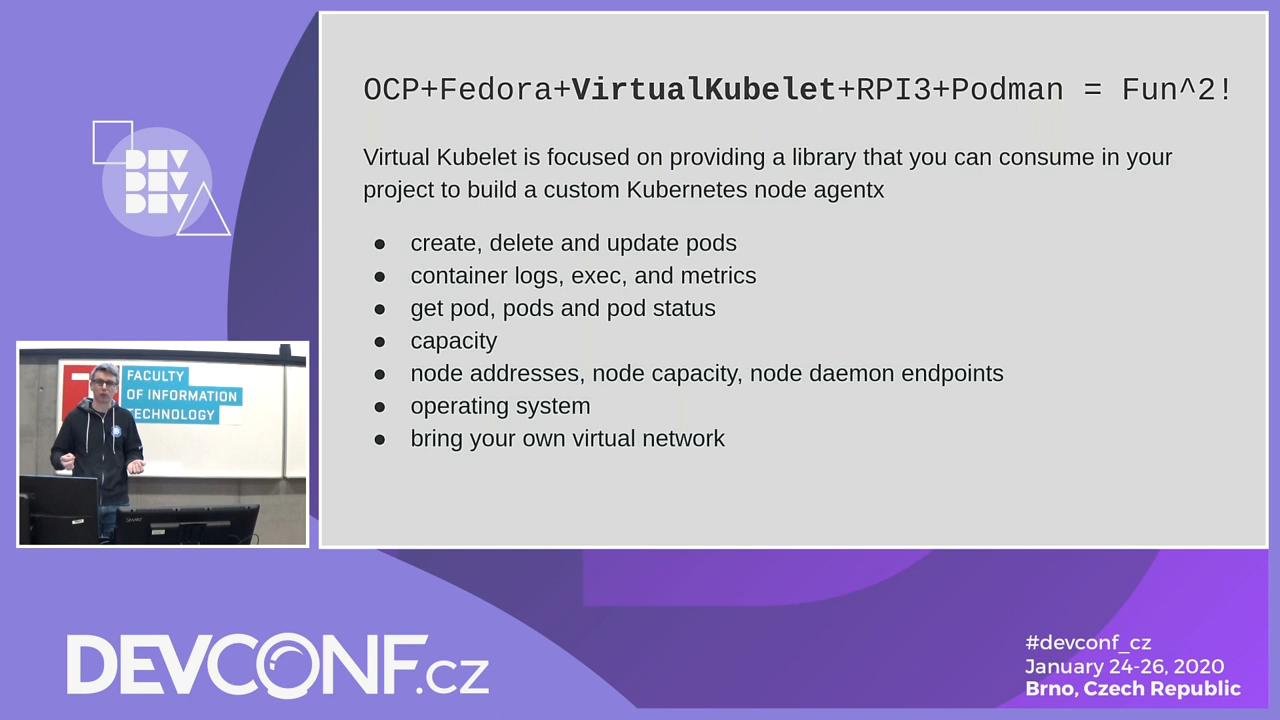 OCP+Fedora+VirtualKubelet+RPI3+Podman = Fun^2!
Virtual Kubelet is focused on providing a library that you can consume in your
project to build a custom Kubernetes node agentx
● create, delete and update pods
● container logs, exec, and metrics
● get pod, pods and pod status
● capacity
● node addresses, node capacity, node daemon endpoints
● operating system
● bring your own virtual network
DEV
DEV
DEV
FACULTY
OF INFORMATION
TECHNOLOGY
DEVCONF.cz
#devconf_cz
January 24-26, 2020
Brno, Czech Republic